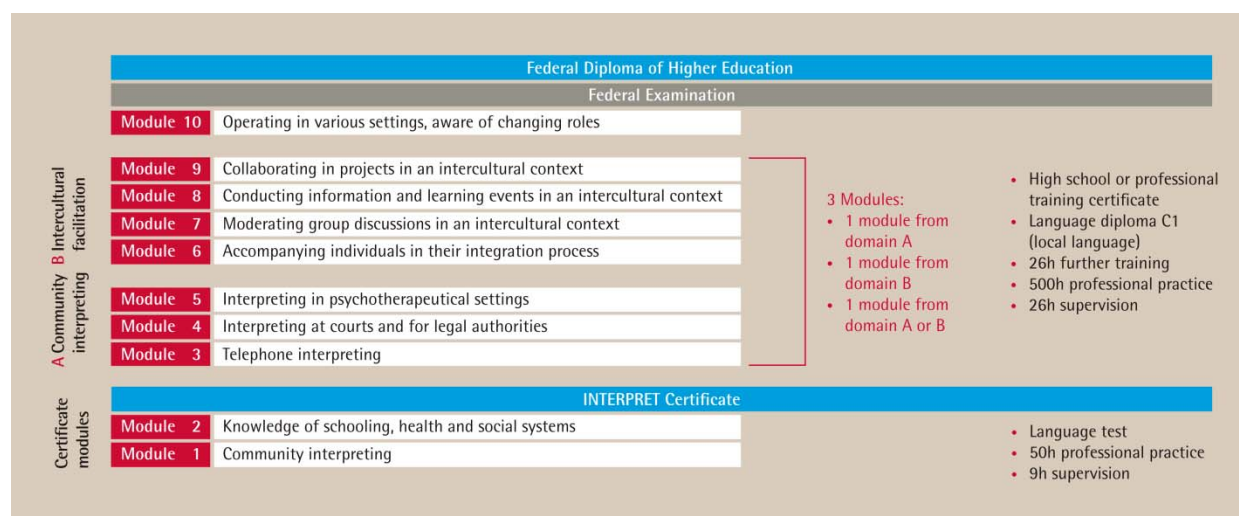 Federal Diploma of Higher Education
Federal Examination
Module 10 Operating in various settings, aware of changing roles
B Intercultural
facilitation
Module 9 Collaborating in projects in an intercultural context
Module 8 Conducting information and learning events in an intercultural context
Module 7 Moderating group discussions in an intercultural context
Module 6 Accompanying individuals in their integration process
A Community
interpreting
Module 5 Interpreting in psychotherapeutical settings
Module 4 Interpreting at courts and for legal authorities
Module 3 Telephone interpreting
3 Modules:
• 1 module from
domain A
• 1 module from
domain B
• 1 module from
domain A or B
• High school or professional
training certificate
• Language diploma C1
(local language)
• 26h further training
• 500h professional practice
• 26h supervision
INTERPRET Certificate
Certificate
modules
Module 2 Knowledge of schooling, health and social systems
Module 1 Community interpreting
• Language test
• 50h professional practice
• 9h supervision